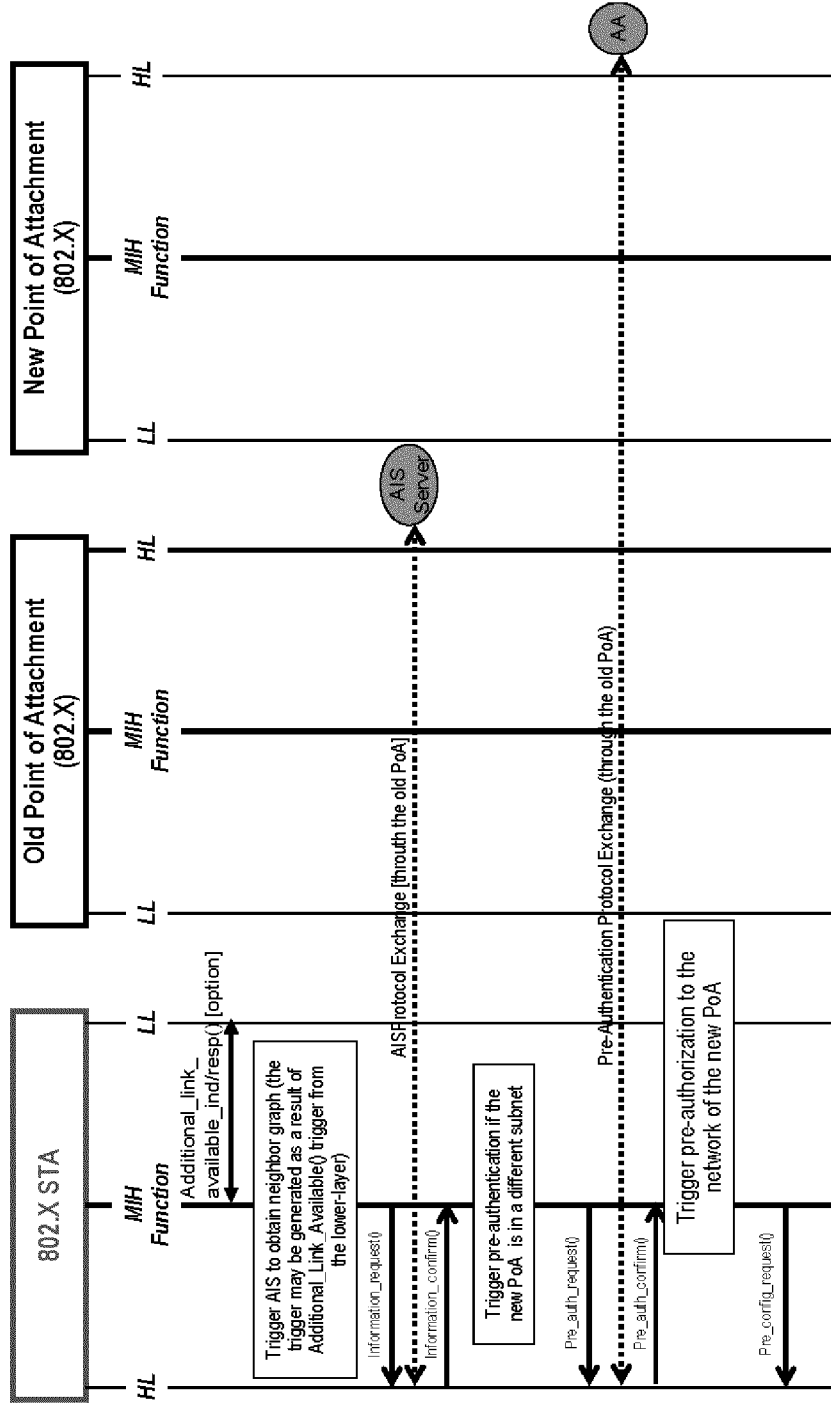 802.X STA
Old Point of Attachment
(802.X)
New Point of Attachment
(802.X)
HL
MIH
Function
LL
LL
MIH
Function
HL
LL
MIH
Function
HL
Additional_link_
available_ind/resp() [option]
Trigger AIS to obtain neighbor graph (the
trigger may be generated as a result of
Additional_Link_Available() trigger from
the lower-layer)
Information_request()
AISProtocol Exchange [throuth the old PoA]
AIS
Server
Information_confirm()
Trigger pre-authentication if the
new PoA is in a different subnet
Pre_auth_request()
Pre-Authentication Protocol Exchange (through the old PoA)
AA
Pre_auth_confirm()
Trigger pre-authorization to the
network of the new PoA
Pre_config_request()